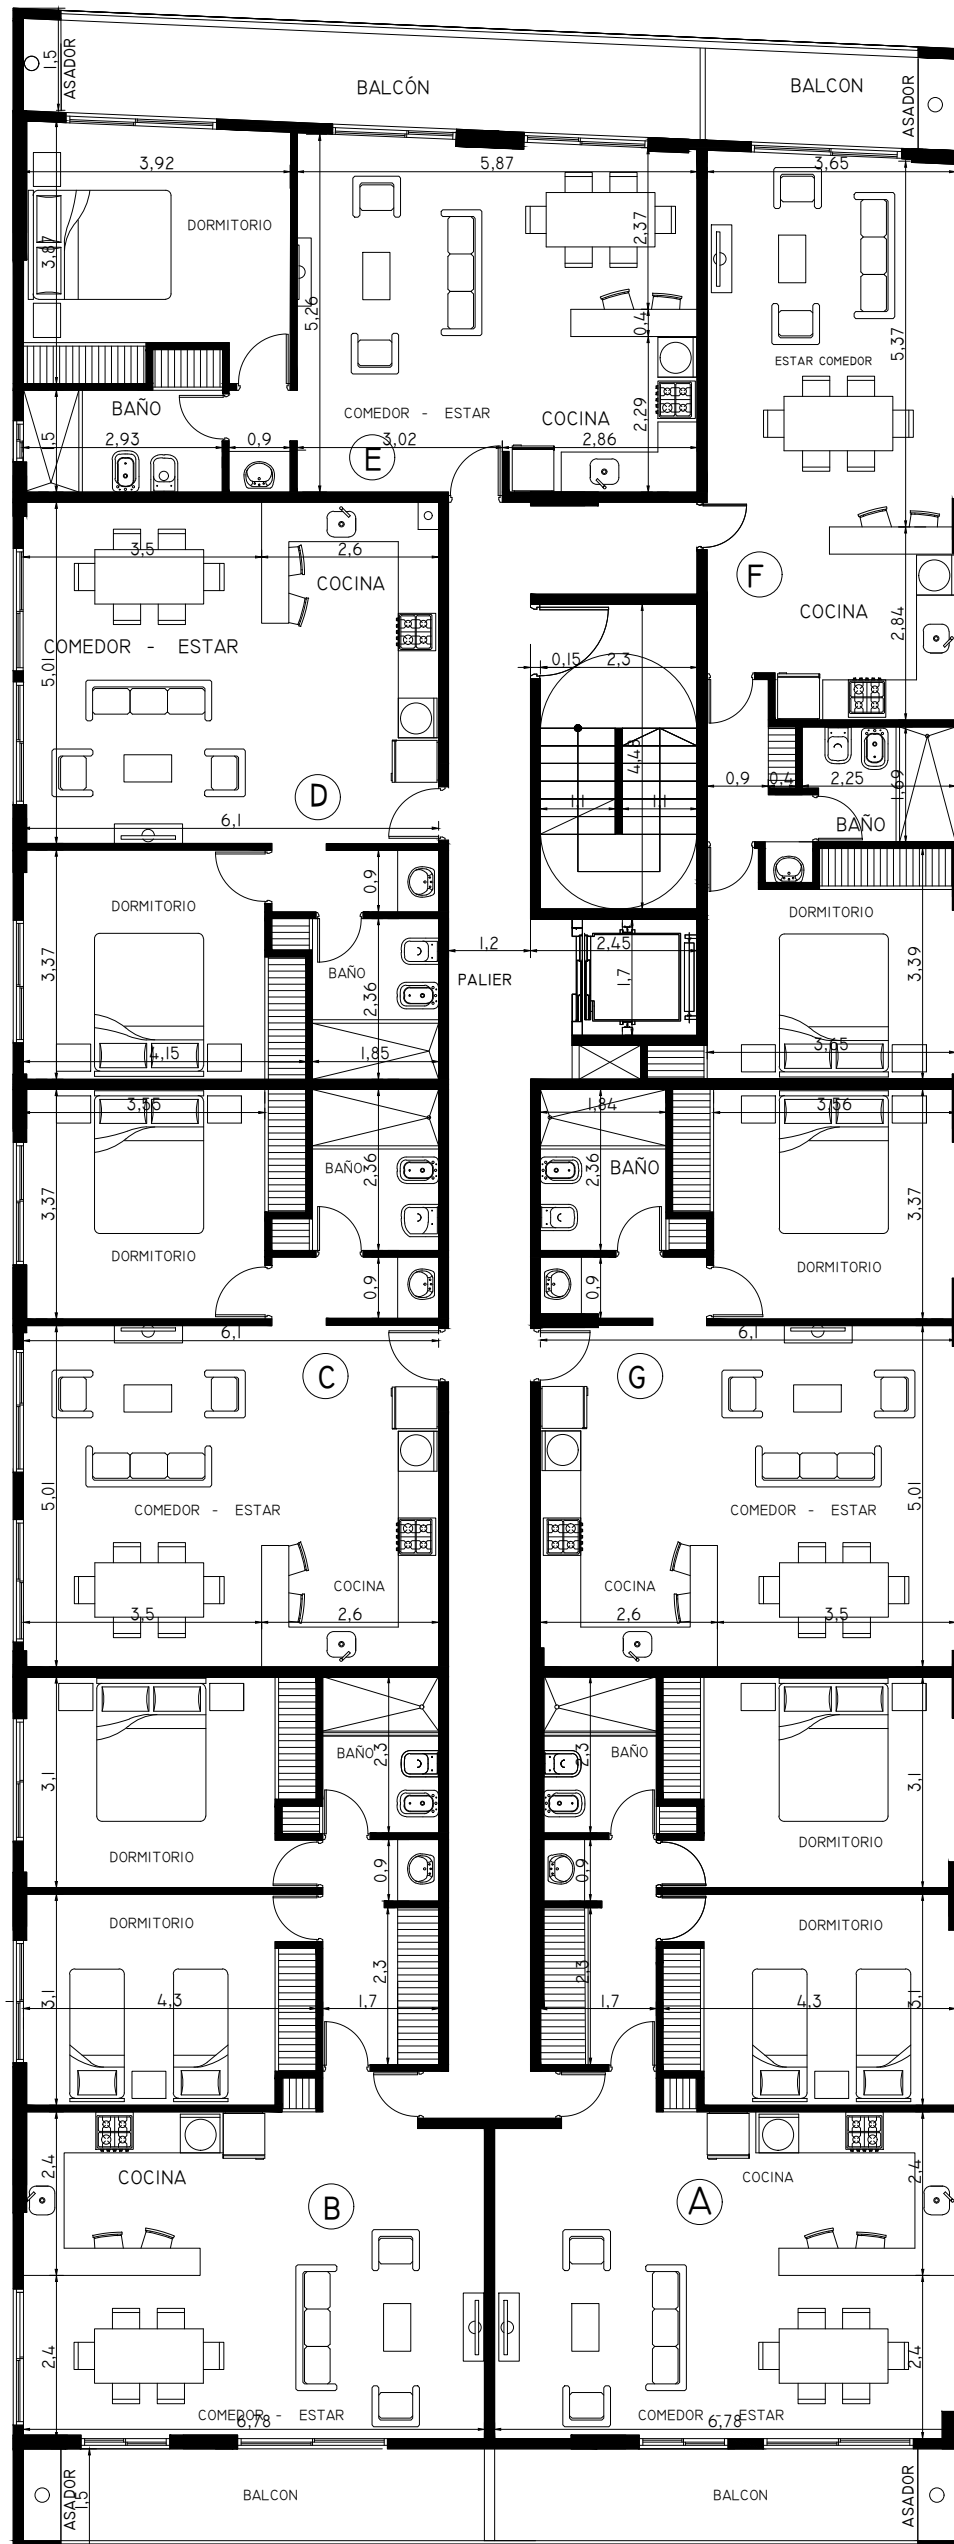 1,5
ASADOR
BALCÓN
BALCON
ASADOR
3,92
5,87
3,65
DORMITORIO
3,87
2,37
5,26
0,4
5,37
ESTAR COMEDOR
BAÑO
COMEDOR - ESTAR
COCINA
2,29
1,5
2,93
0,9
3,02
2,86
E
3,5
2,6
COCINA
F
COCINA
2,84
COMEDOR - ESTAR
5,01
0,15
2,3
4,43
0,9
0,4
2,25
1,69
D
1,1
1,1
6,1
BAÑO
DORMITORIO
0,9
DORMITORIO
3,37
BAÑO
2,36
1,2
2,45
PALIER
1,7
3,39
4,15
1,85
3,65
3,56
1,84
3,56
3,37
BAÑO
2,36
2,36
BAÑO
3,37
DORMITORIO
DORMITORIO
0,9
0,9
6,1
6,1
C
G
5,01
COMEDOR - ESTAR
COMEDOR - ESTAR
5,01
COCINA
COCINA
3,5
2,6
2,6
3,5
3,1
BAÑO
2,3
2,3
BAÑO
3,1
DORMITORIO
DORMITORIO
0,9
0,9
DORMITORIO
DORMITORIO
3,1
2,3
2,3
3,1
4,3
1,7
1,7
4,3
2,4
COCINA
COCINA
2,4
B
A
2,4
2,4
COMEDOR - ESTAR
COMEDOR - ESTAR
6,78
6,78
ASADOR
1,5
BALCON
BALCON
ASADOR